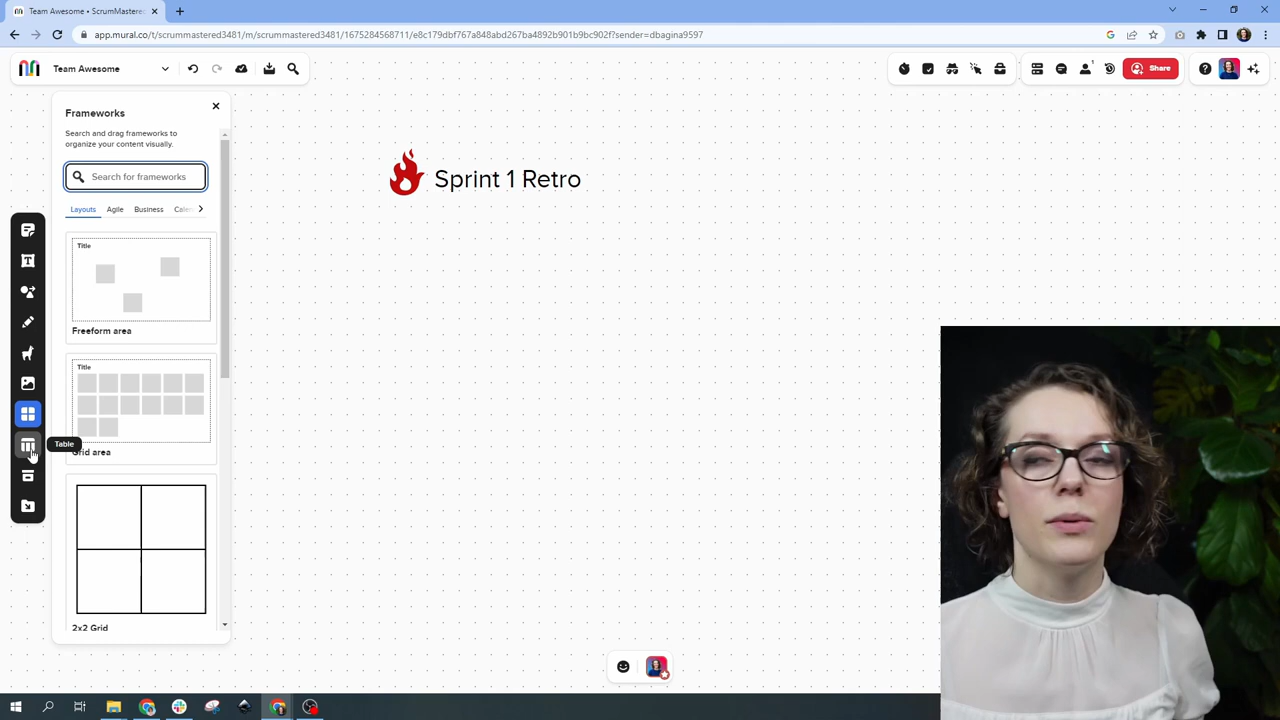 Team Awesome • ScrumMastered
app.mural.co/t/scrummastered3481/m/scrummastered3481/1675284568711/e8c179dbf767a848abd267ba4892b901b9bc902f?sender=dbagina9597
Team Awesome
1
Share
Frameworks
Search and drag frameworks to
organize your content visually.
Search for frameworks
Layouts Agile Business
Title
Freeform area
Title
Grid area
2x2 Grid
Table
Sprint 1 Retro